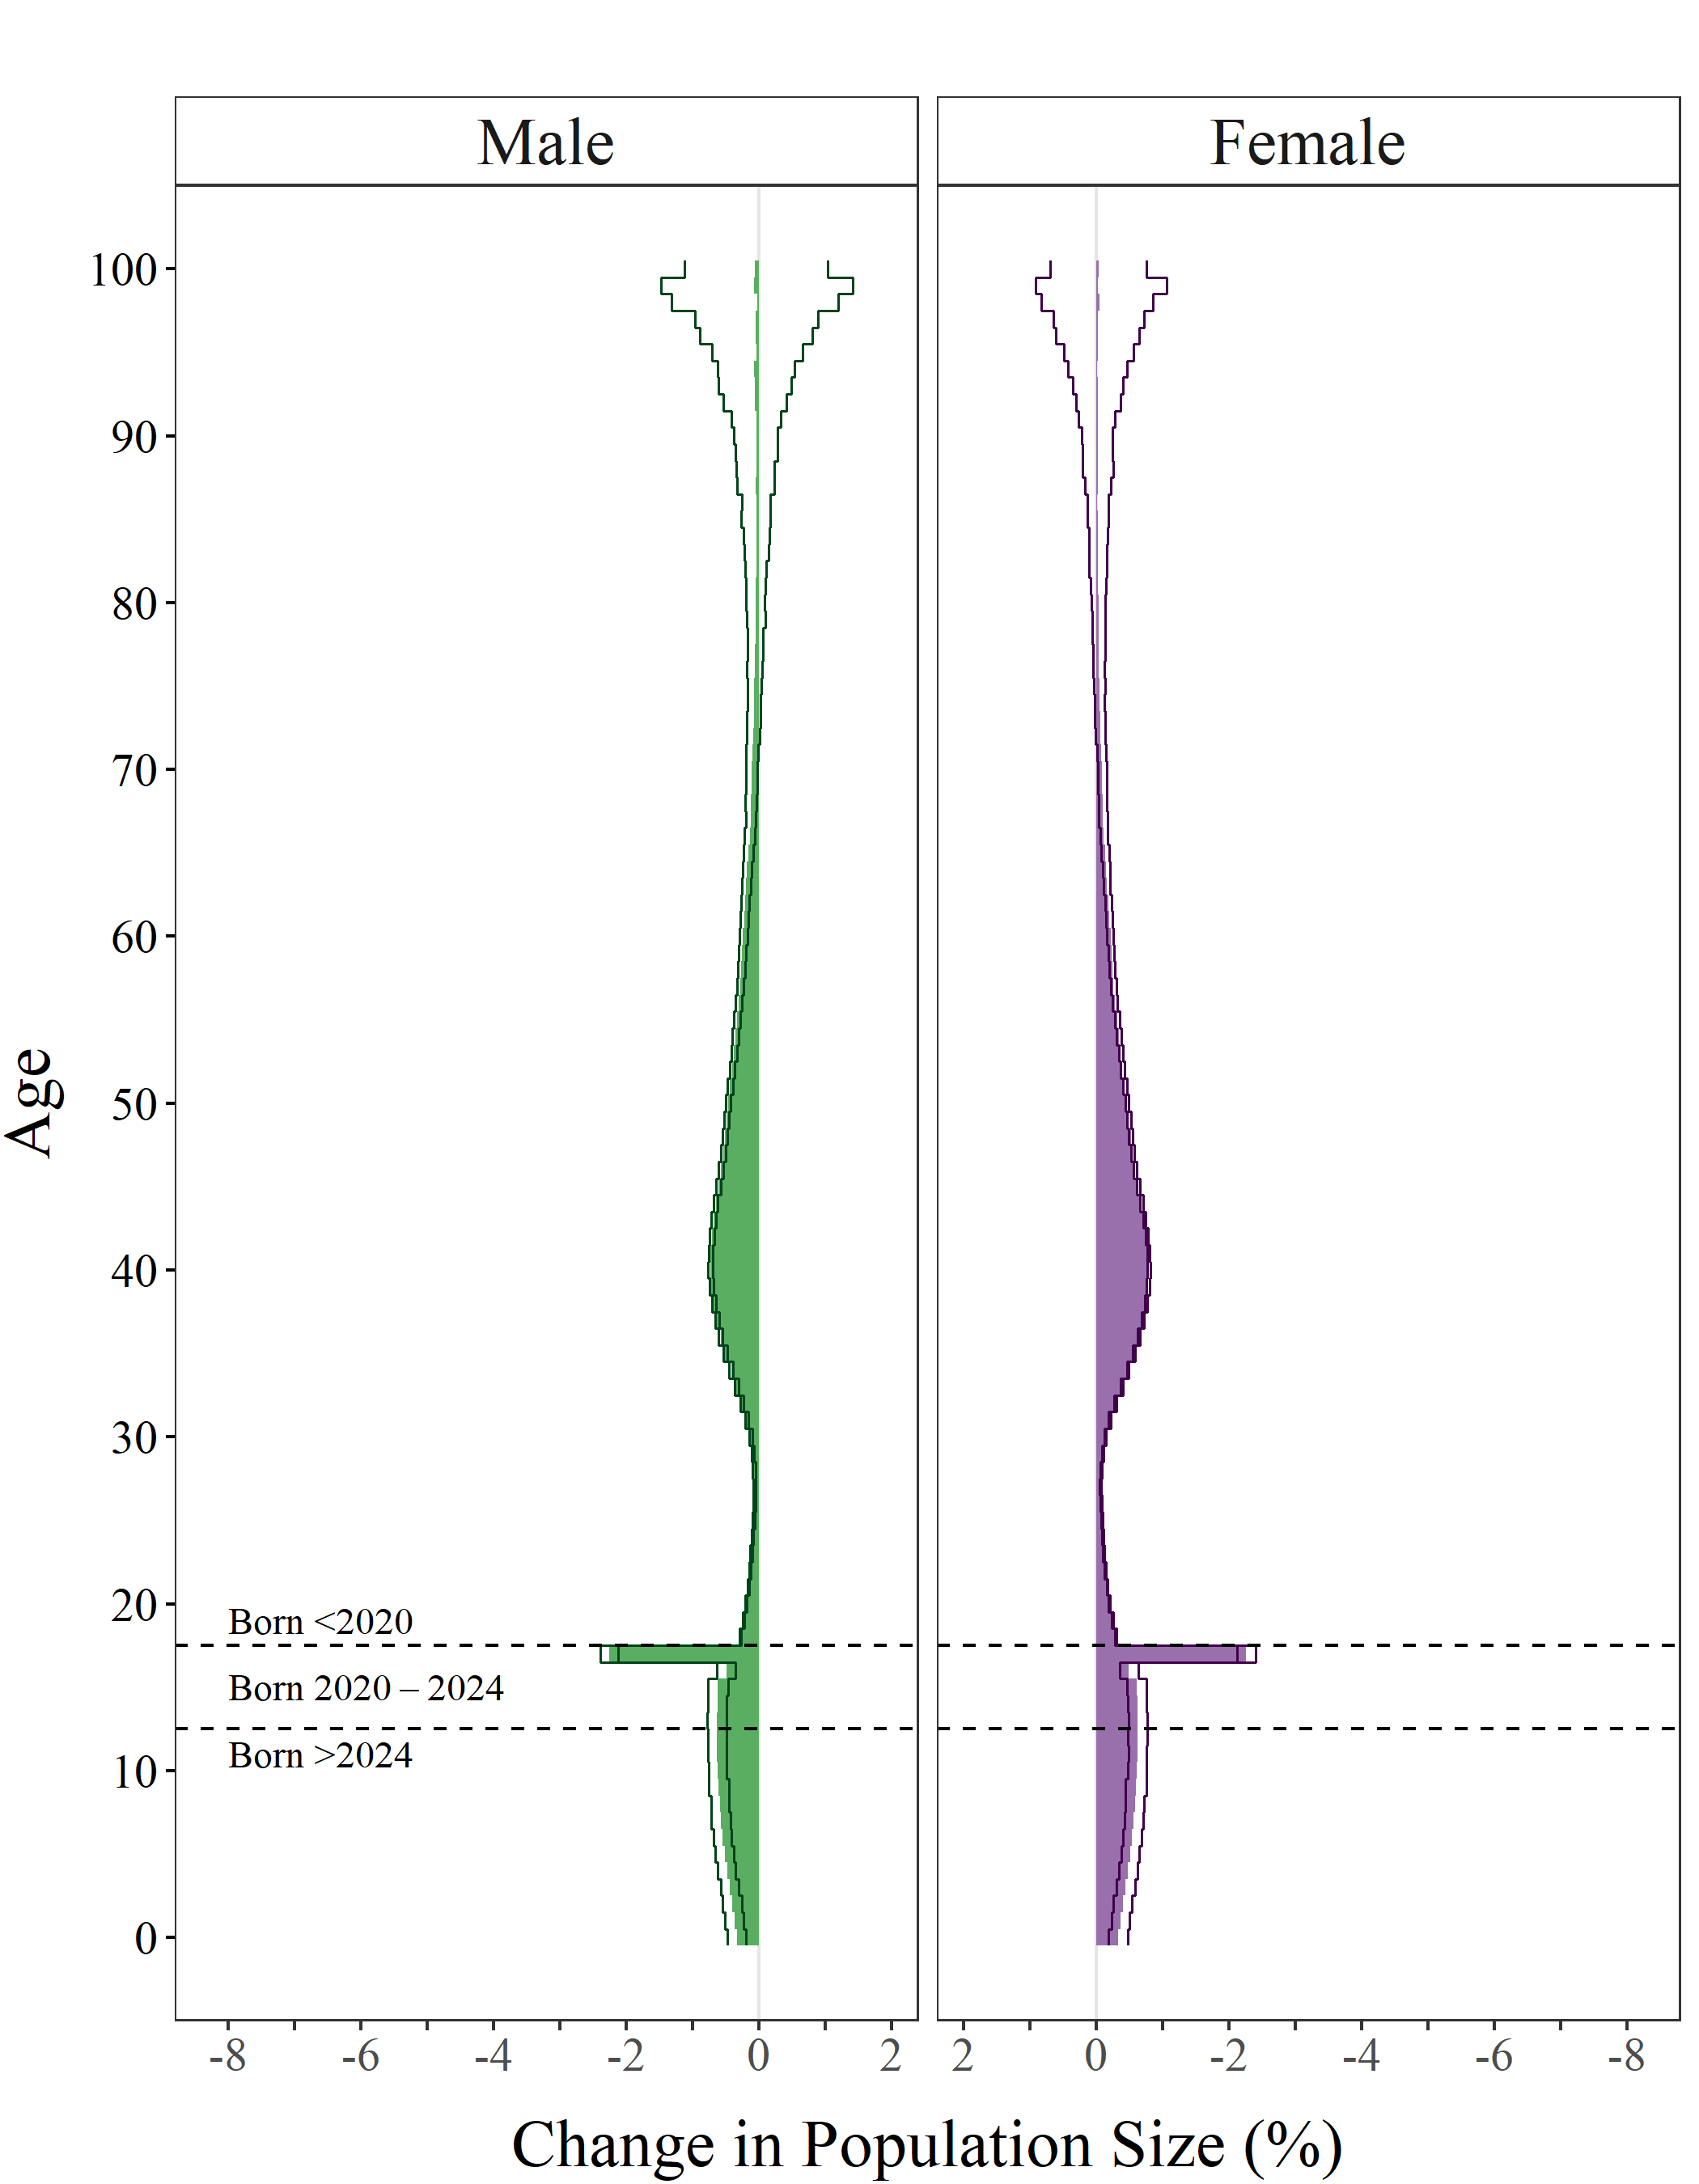 Male
Female
100
90
80
70
60
50
40
30
20
10
0
Age
Born <2020
Born 2020 – 2024
Born >2024
-8 -6 -4 -2 0 2
2 0 -2 -4 -6 -8
Change in Population Size (%)